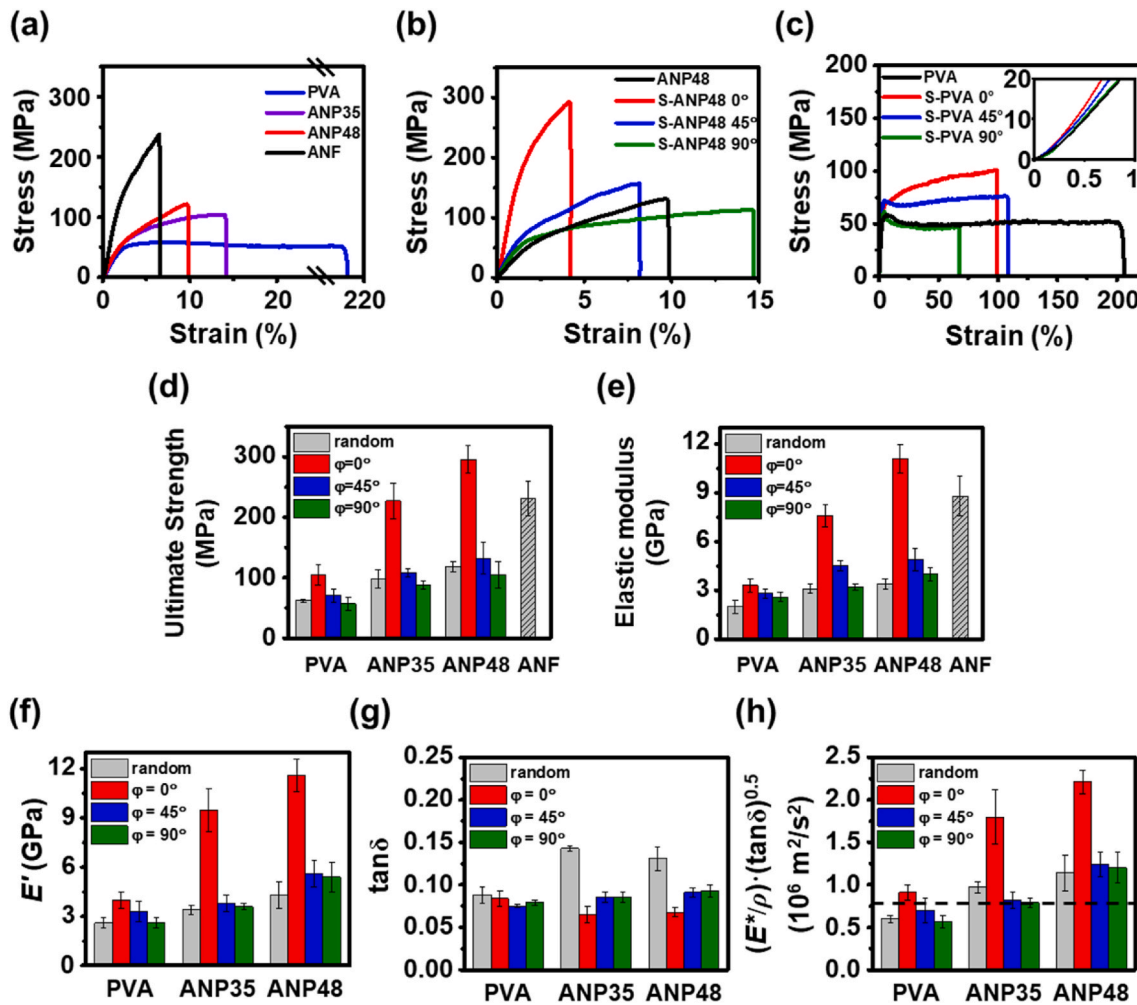 (a)
Stress (MPa)
300
200
100
0
PVA
ANP35
ANP48
ANF
0 10 20 220
Strain (%)
(b)
Stress (MPa)
300
200
100
0
ANP48
S-ANP48 0°
S-ANP48 45°
S-ANP48 90°
0 5 10 15
Strain (%)
(c)
Stress (MPa)
200
175
150
125
100
75
50
25
0
PVA
S-PVA 0°
S-PVA 45°
S-PVA 90°
20
10
0
0 0.5 1
0 50 100 150 200
Strain (%)
(d)
Ultimate Strength
(MPa)
300
200
100
0
random
φ=0°
φ=45°
φ=90°
PVA ANP35 ANP48 ANF
(e)
Elastic modulus
(GPa)
12
9
6
3
0
random
φ=0°
φ=45°
φ=90°
PVA ANP35 ANP48 ANF
(f)
E' (GPa)
12
9
6
3
0
random
φ = 0°
φ = 45°
φ = 90°
PVA ANP35 ANP48
(g)
tanδ
0.25
0.20
0.15
0.10
0.05
0.00
random
φ = 0°
φ = 45°
φ = 90°
PVA ANP35 ANP48
(h)
(E*/ρ)·(tanδ)0.5
(10⁶ m²/s²)
2.5
2.0
1.5
1.0
0.5
0.0
random
φ = 0°
φ = 45°
φ = 90°
PVA ANP35 ANP48